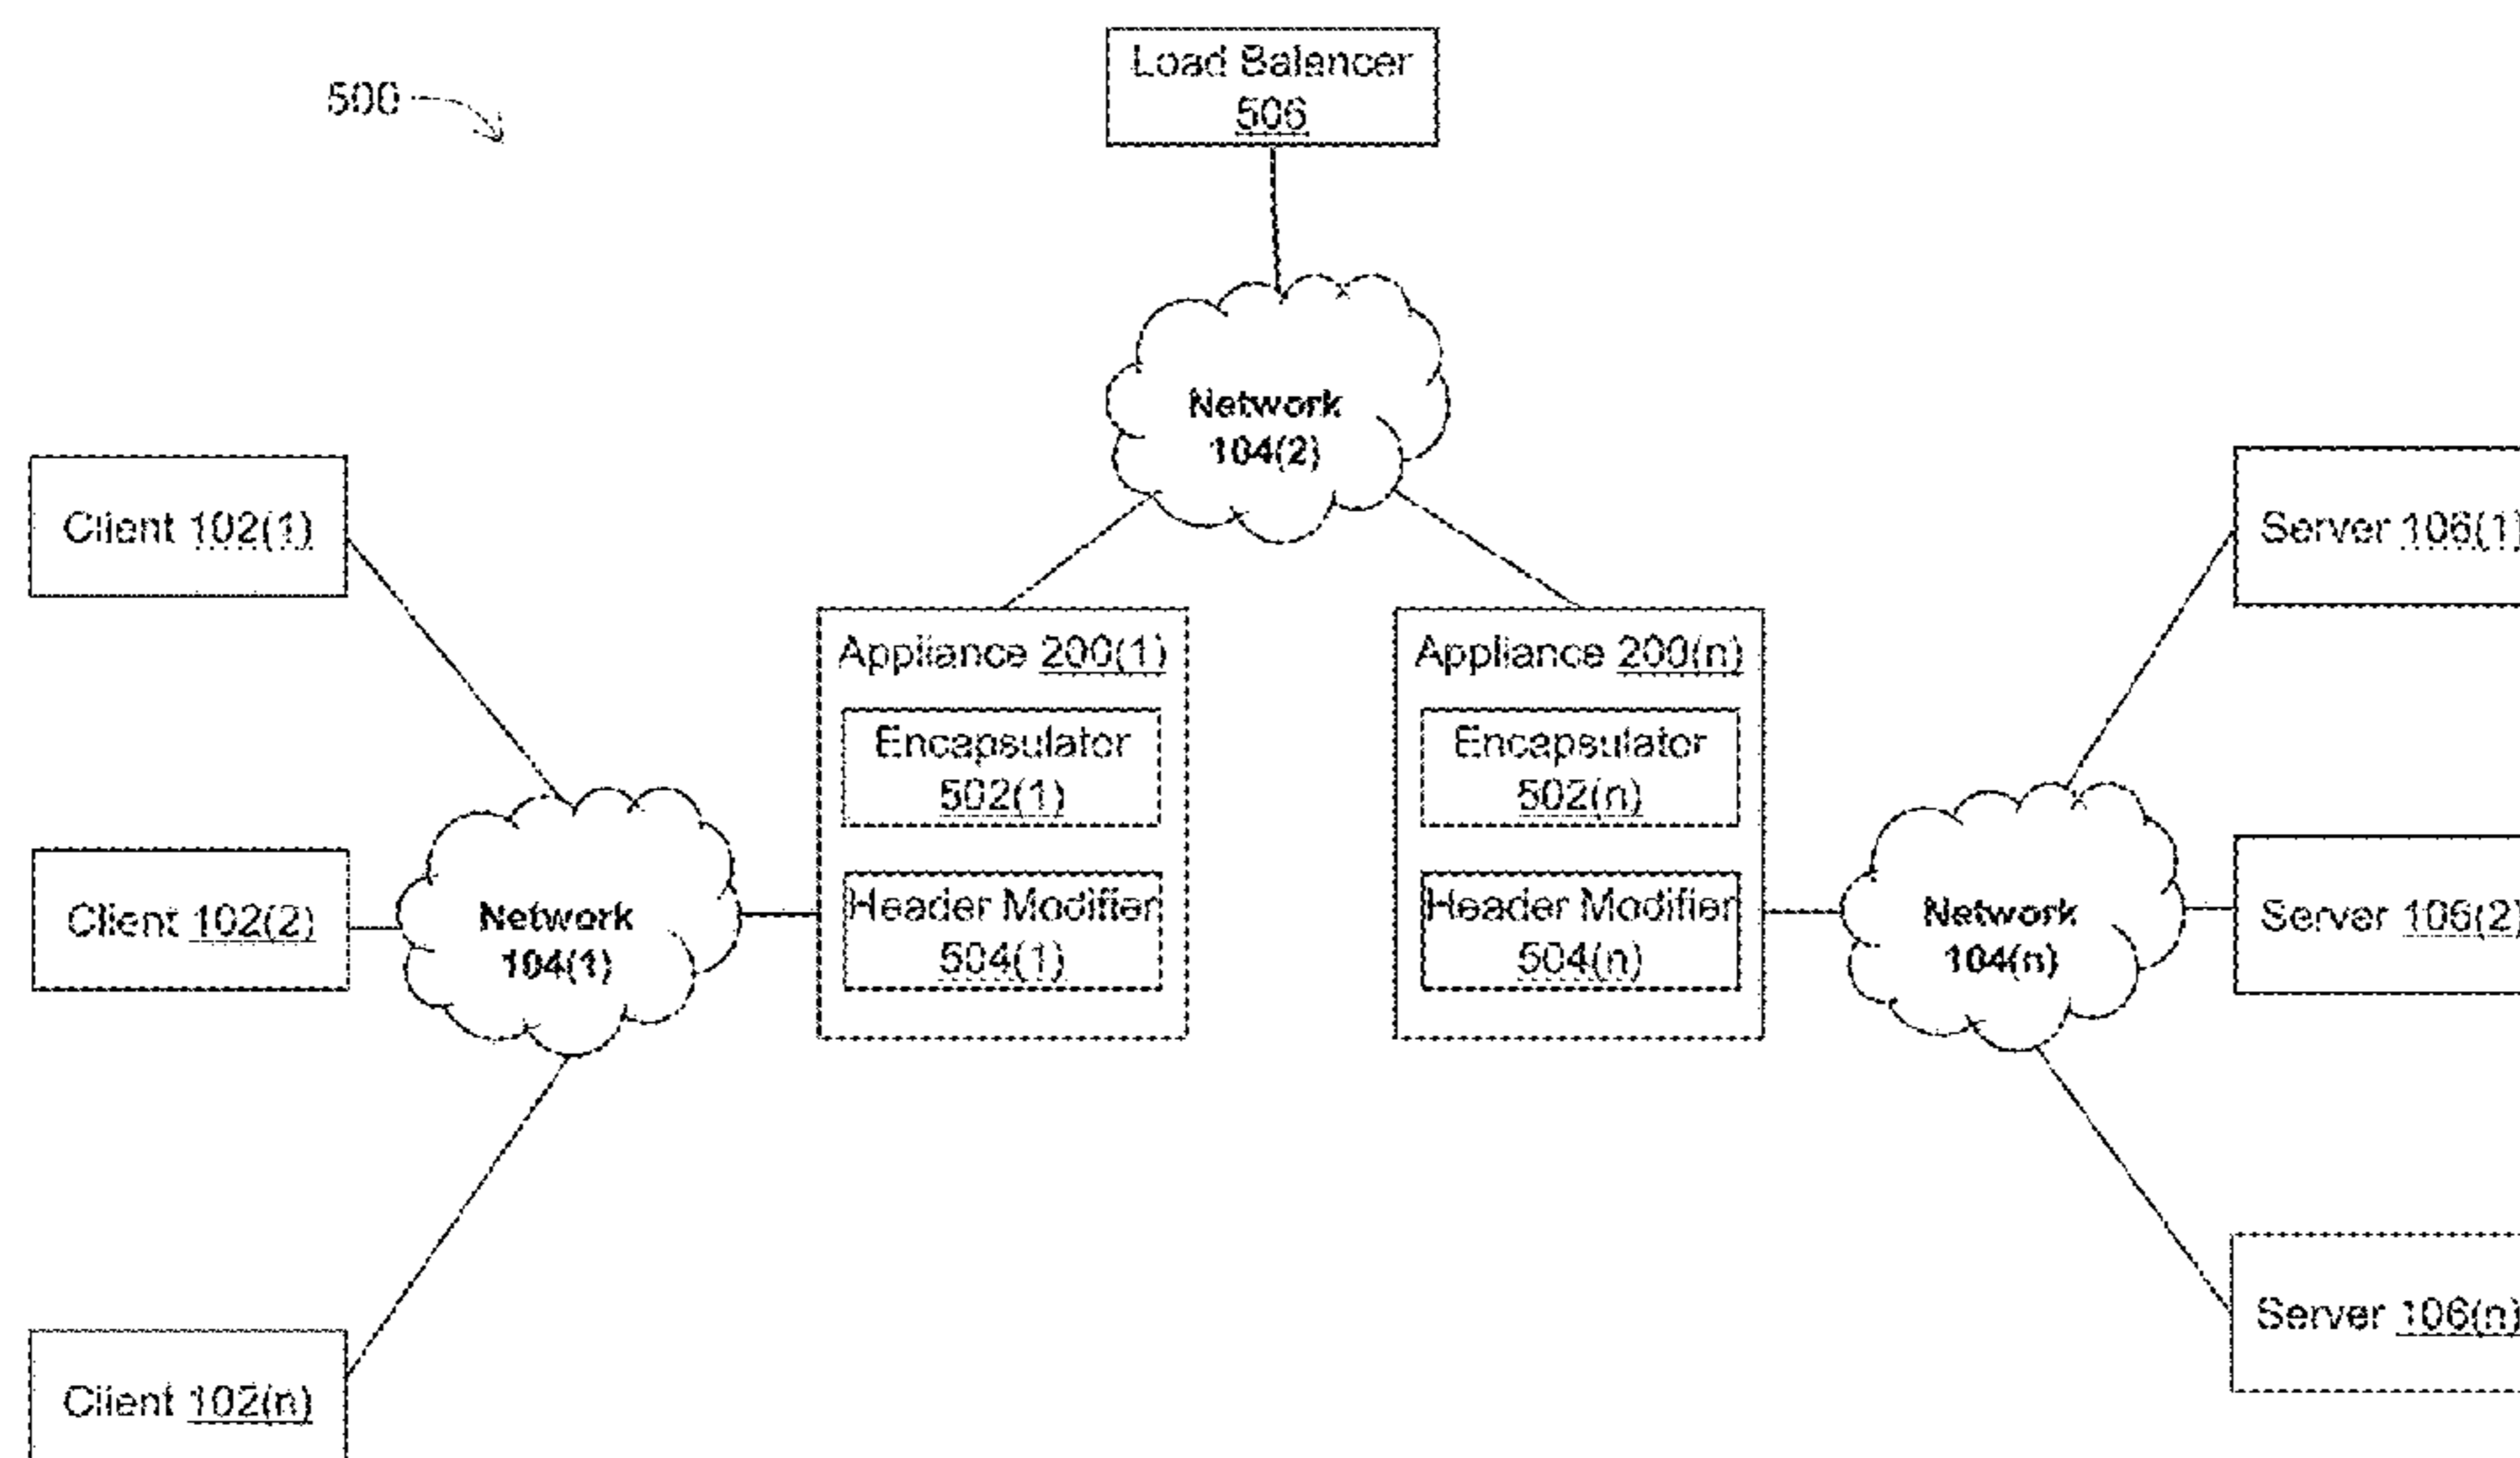 Load Balancer
506
500
Network
104(2)
Client 102(1)
Server 106(1)
Appliance 200(1)
Appliance 200(n)
Encapsulator
502(1)
Encapsulator
502(n)
Header Modifier
504(1)
Header Modifier
504(n)
Client 102(2)
Network
104(1)
Network
104(n)
Server 106(2)
Server 106(n)
Client 102(n)